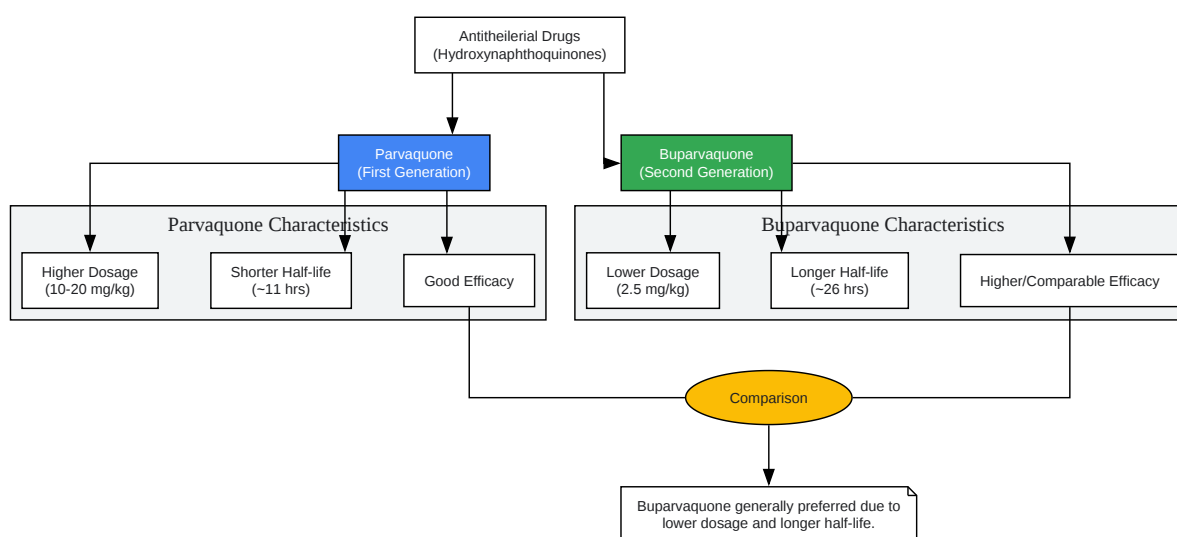 Antitheilerial Drugs
(Hydroxynaphthoquinones)
Parvaquone
(First Generation)
Buparvaquone
(Second Generation)
Parvaquone Characteristics
Buparvaquone Characteristics
Higher Dosage
(10-20 mg/kg)
Shorter Half-life
(~11 hrs)
Good Efficacy
Lower Dosage
(2.5 mg/kg)
Longer Half-life
(~26 hrs)
Higher/Comparable Efficacy
Comparison
Buparvaquone generally preferred due to
lower dosage and longer half-life.